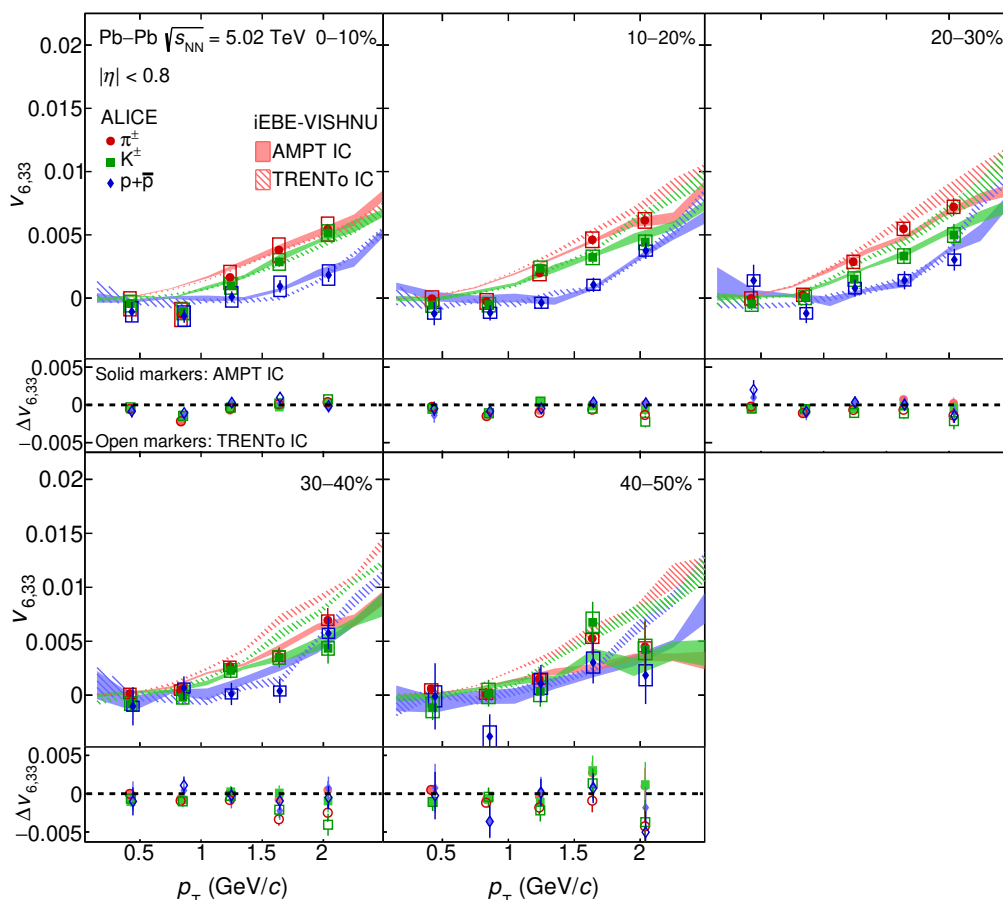 Pb–Pb √s_NN = 5.02 TeV 0–10%
|η| < 0.8
ALICE
π±
K±
p+p̅
iEBE-VISHNU
AMPT IC
TRENTo IC
10–20%
20–30%
v6,33
0.02
0.015
0.01
0.005
0
Solid markers: AMPT IC
Open markers: TRENTo IC
Δv6,33
0.005
0
−0.005
30–40%
40–50%
v6,33
0.02
0.015
0.01
0.005
0
Δv6,33
0.005
0
−0.005
0.5 1 1.5 2
0.5 1 1.5 2
p_T (GeV/c)
p_T (GeV/c)